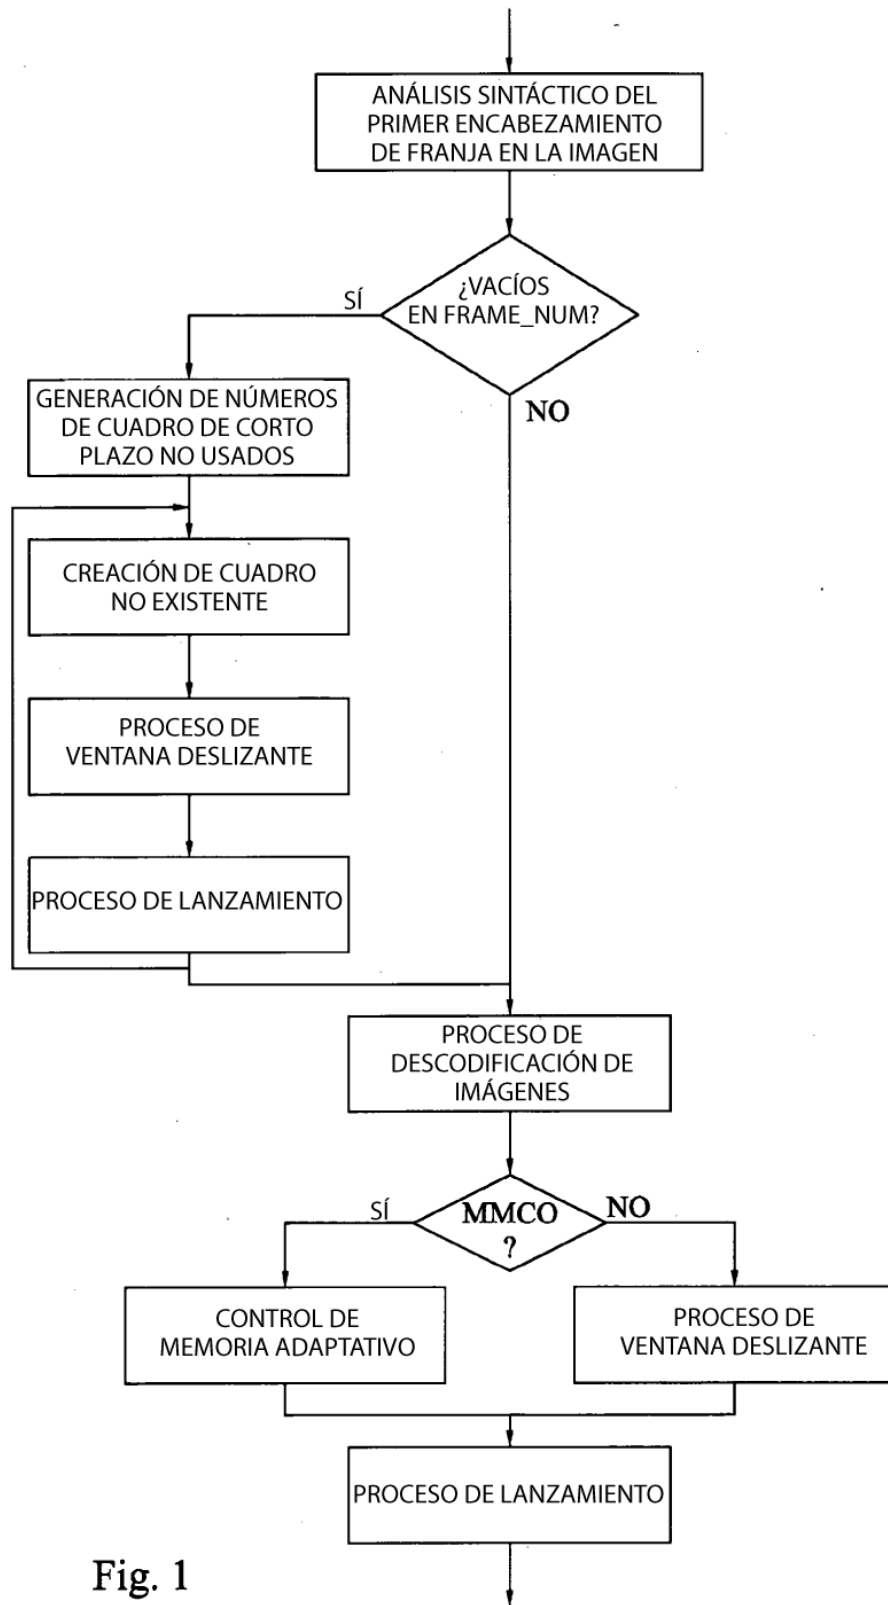 ANÁLISIS SINTÁCTICO DEL
PRIMER ENCABEZAMIENTO
DE FRANJA EN LA IMAGEN
¿VACÍOS
EN FRAME_NUM?
SÍ
NO
GENERACIÓN DE NÚMEROS
DE CUADRO DE CORTO
PLAZO NO USADOS
CREACIÓN DE CUADRO
NO EXISTENTE
PROCESO DE
VENTANA DESLIZANTE
PROCESO DE LANZAMIENTO
PROCESO DE
DESCODIFICACIÓN DE
IMÁGENES
SÍ
MMCO
?
NO
CONTROL DE
MEMORIA ADAPTATIVO
PROCESO DE
VENTANA DESLIZANTE
PROCESO DE LANZAMIENTO
Fig. 1